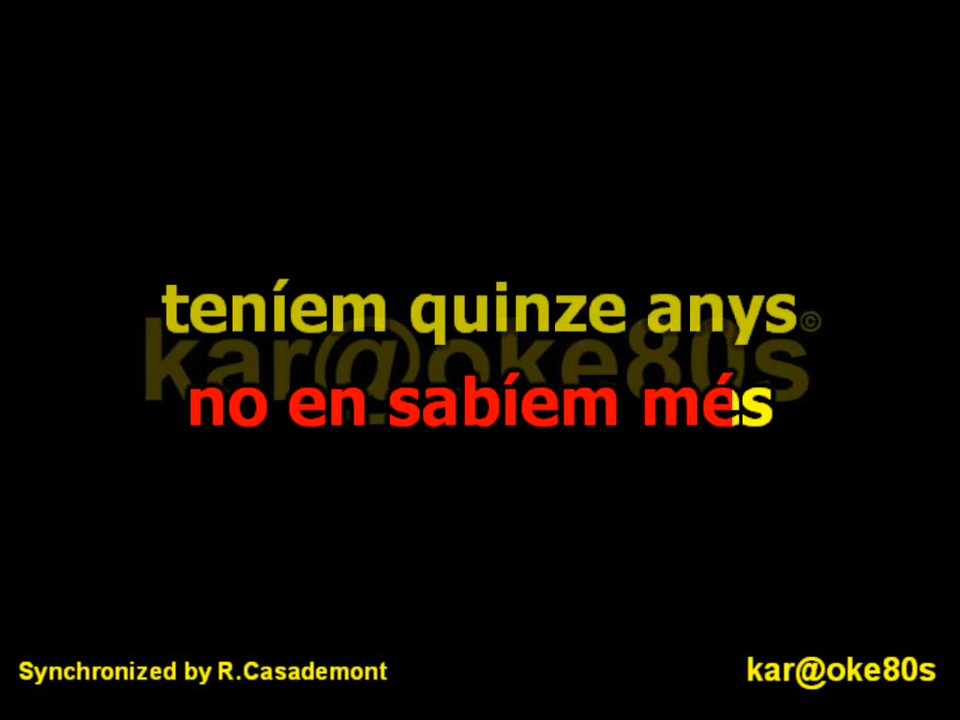 teníem quinze anys
kar@oke80s ©
no en sabíem més
Synchronized by R.Casademont
kar@oke80s